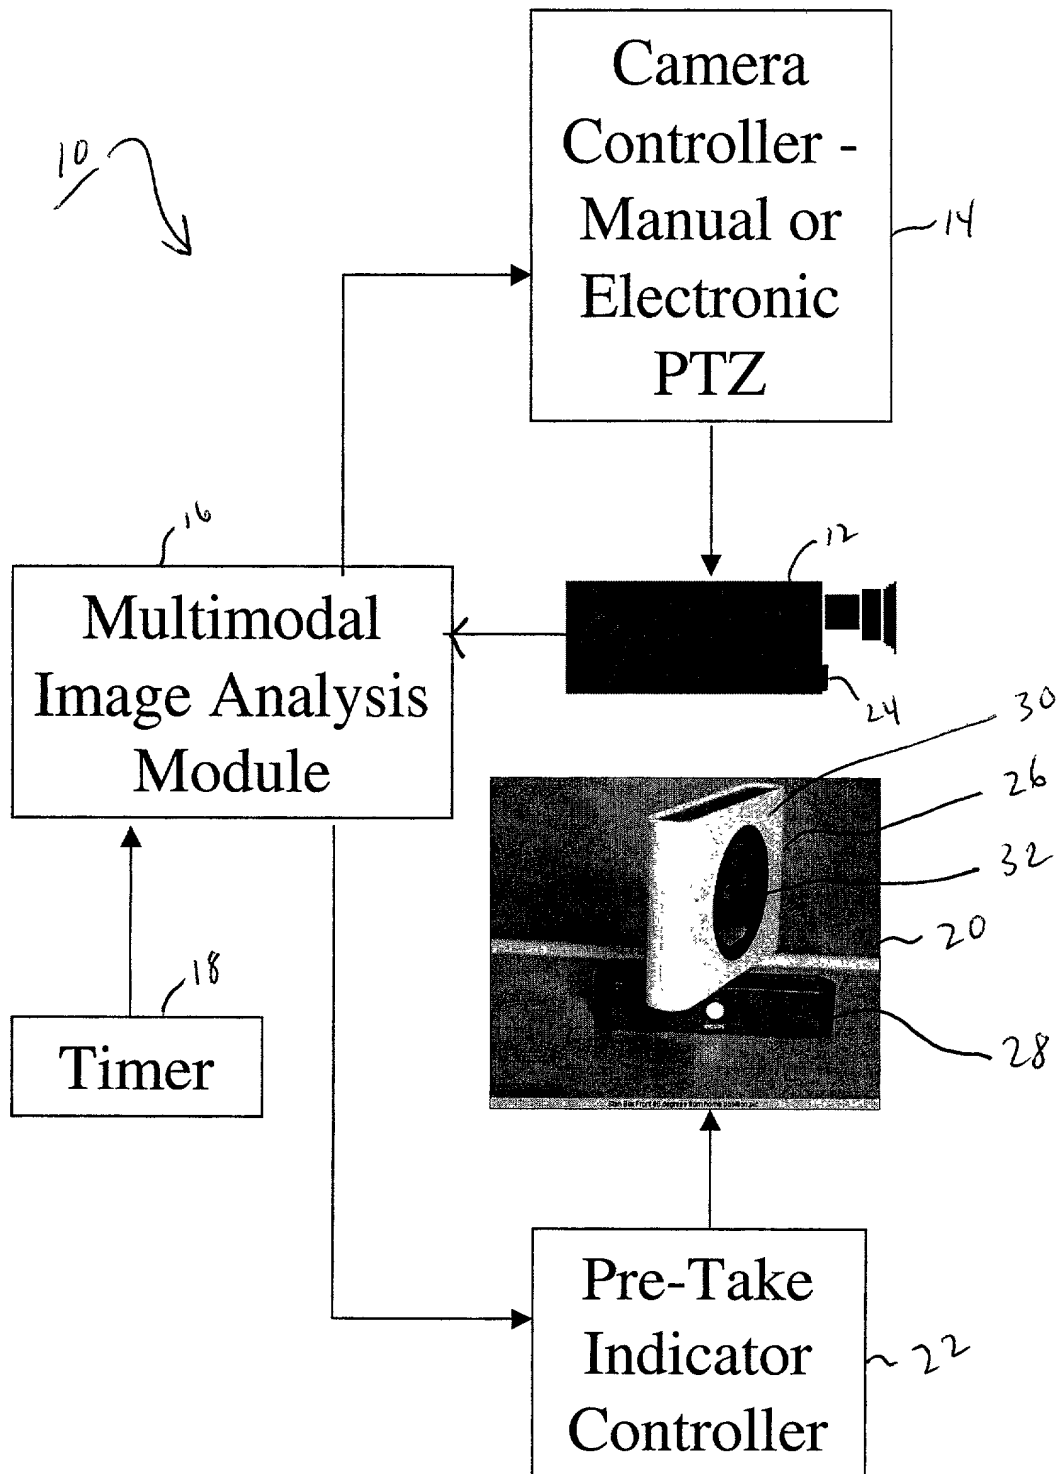 Camera
Controller -
Manual or
Electronic
PTZ
14
10
16
12
Multimodal
Image Analysis
Module
24
30
26
32
20
18
Timer
28
Pre-Take
Indicator
Controller
22